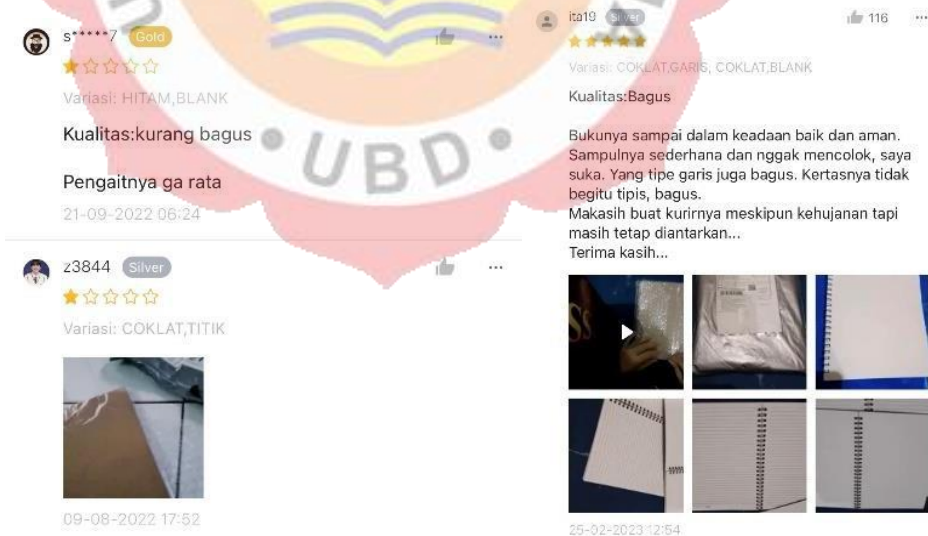 s*****7 Gold
Variasi: HITAM,BLANK
Kualitas:kurang bagus
Pengaitnya ga rata
21-09-2022 06:24
z3844 Silver
Variasi: COKLAT,TITIK
09-08-2022 17:52
UBD
ita19 Silver
116
Variasi: COKLAT,GARIS, COKLAT,BLANK
Kualitas:Bagus
Bukunya sampai dalam keadaan baik dan aman.
Sampulnya sederhana dan nggak mencolok, saya
suka. Yang tipe garis juga bagus. Kertasnya tidak
begitu tipis, bagus.
Makasih buat kurirnya meskipun kehujanan tapi
masih tetap diantarkan...
Terima kasih...
25-02-2023 12:54